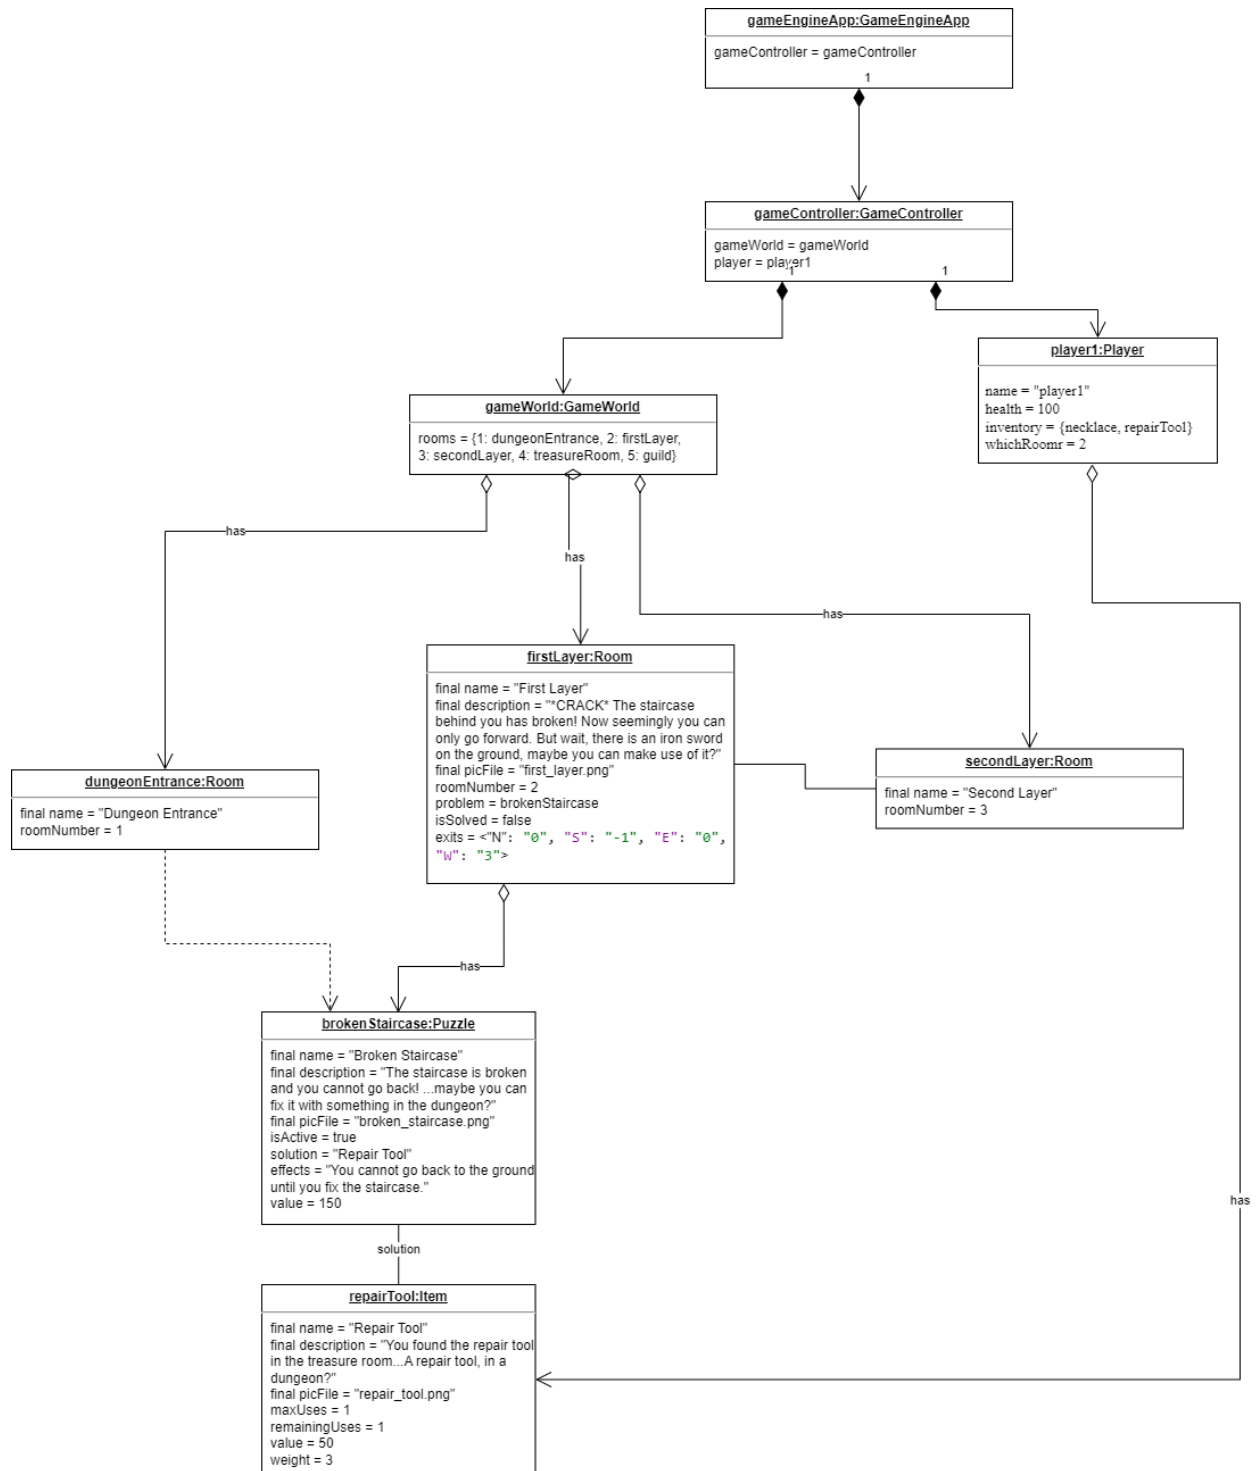 gameEngineApp:GameEngineApp
gameController = gameController
1
gameController:GameController
gameWorld = gameWorld
player = player1
1
1
player1:Player
name = "player1"
health = 100
inventory = {necklace, repairTool}
whichRoomr = 2
gameWorld:GameWorld
rooms = {1: dungeonEntrance, 2: firstLayer,
3: secondLayer, 4: treasureRoom, 5: guild}
has
has
has
firstLayer:Room
final name = "First Layer"
final description = "*CRACK* The staircase
behind you has broken! Now seemingly you can
only go forward. But wait, there is an iron sword
on the ground, maybe you can make use of it?"
final picFile = "first_layer.png"
roomNumber = 2
problem = brokenStaircase
isSolved = false
exits = <"N": "0", "S": "-1", "E": "0",
"W": "3">
secondLayer:Room
final name = "Second Layer"
roomNumber = 3
dungeonEntrance:Room
final name = "Dungeon Entrance"
roomNumber = 1
has
brokenStaircase:Puzzle
final name = "Broken Staircase"
final description = "The staircase is broken
and you cannot go back! ...maybe you can
fix it with something in the dungeon?"
final picFile = "broken_staircase.png"
isActive = true
solution = "Repair Tool"
effects = "You cannot go back to the ground
until you fix the staircase."
value = 150
has
solution
repairTool:Item
final name = "Repair Tool"
final description = "You found the repair tool
in the treasure room...A repair tool, in a
dungeon?"
final picFile = "repair_tool.png"
maxUses = 1
remainingUses = 1
value = 50
weight = 3